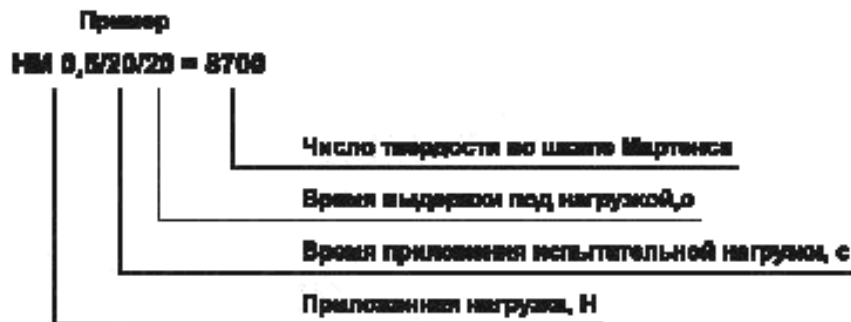 Пример
НМ 0,5/20/20 = 8700
Число твердости по шкале Мартенса
Время выдержки под нагрузкой,с
Время приложения испытательной нагрузки, с
Приложенная нагрузка, Н